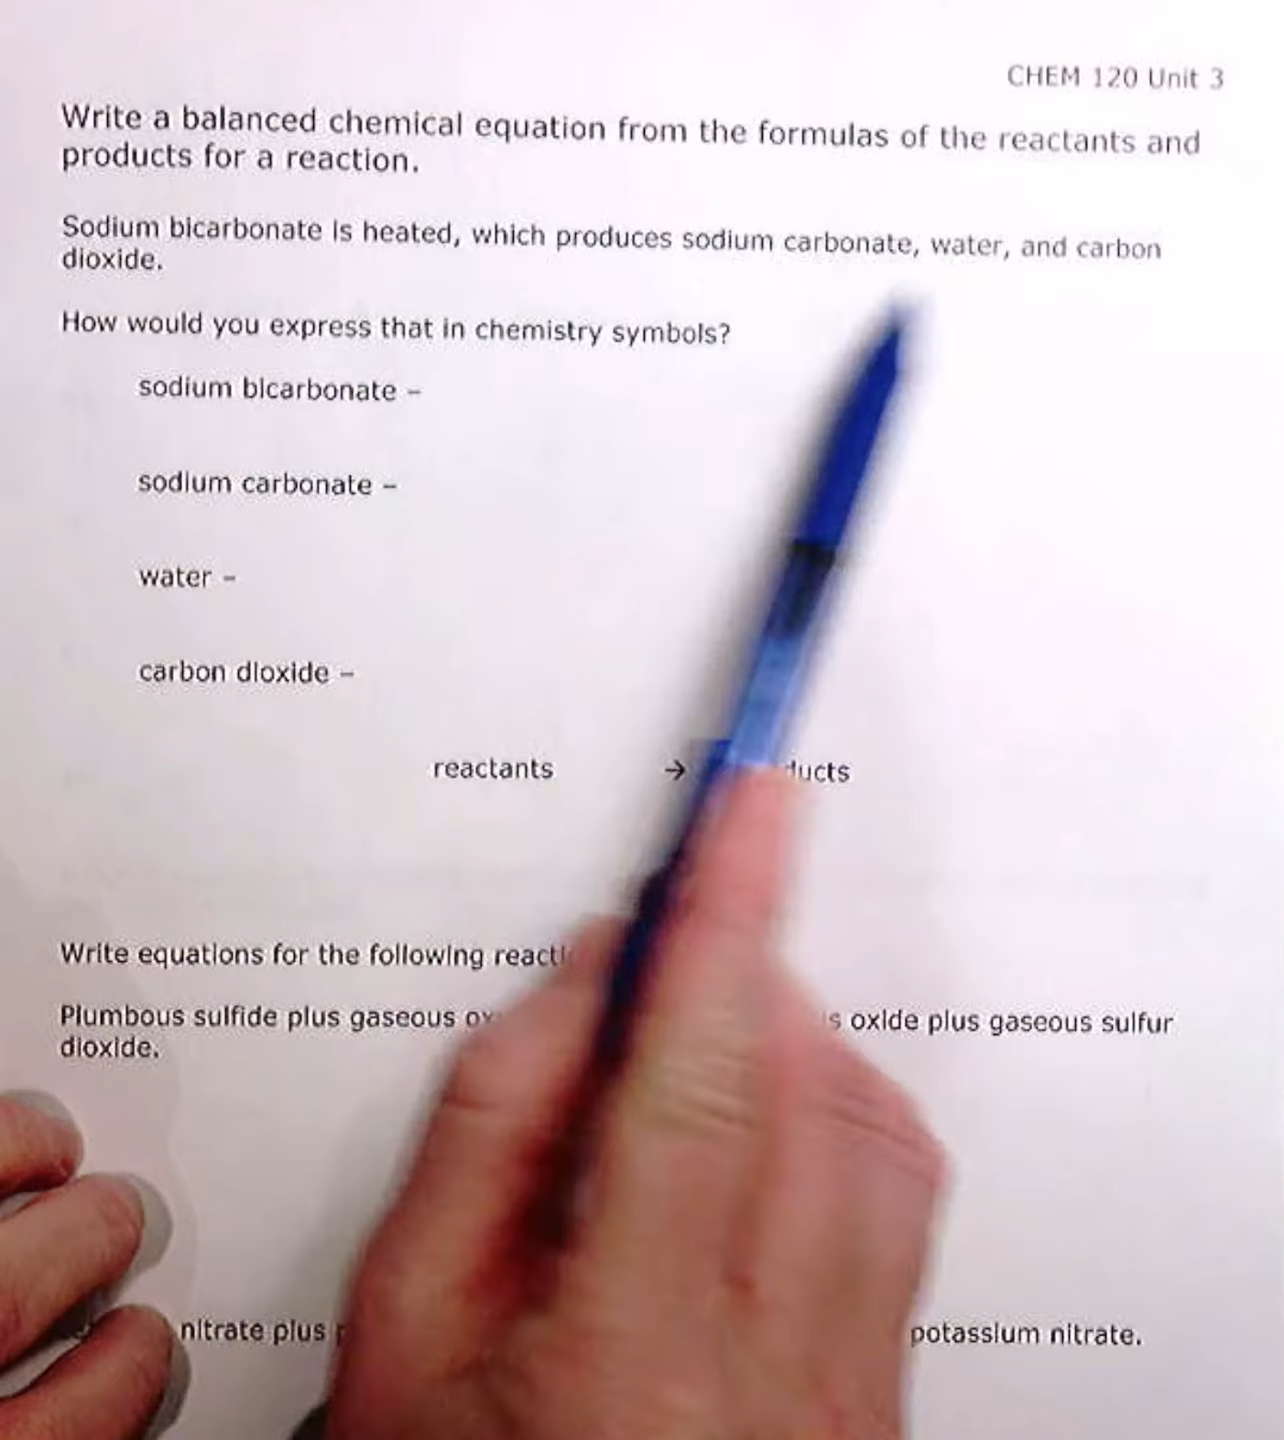 CHEM 120 Unit 3
Write a balanced chemical equation from the formulas of the reactants and
products for a reaction.
Sodium bicarbonate is heated, which produces sodium carbonate, water, and carbon
dioxide.
How would you express that in chemistry symbols?
sodium bicarbonate –
sodium carbonate –
water –
carbon dioxide –
reactants →
Write equations for the following
Plumbous sulfide plus gaseous oxide plus gaseous sulfur
dioxide.
nitrate plus potassium nitrate.